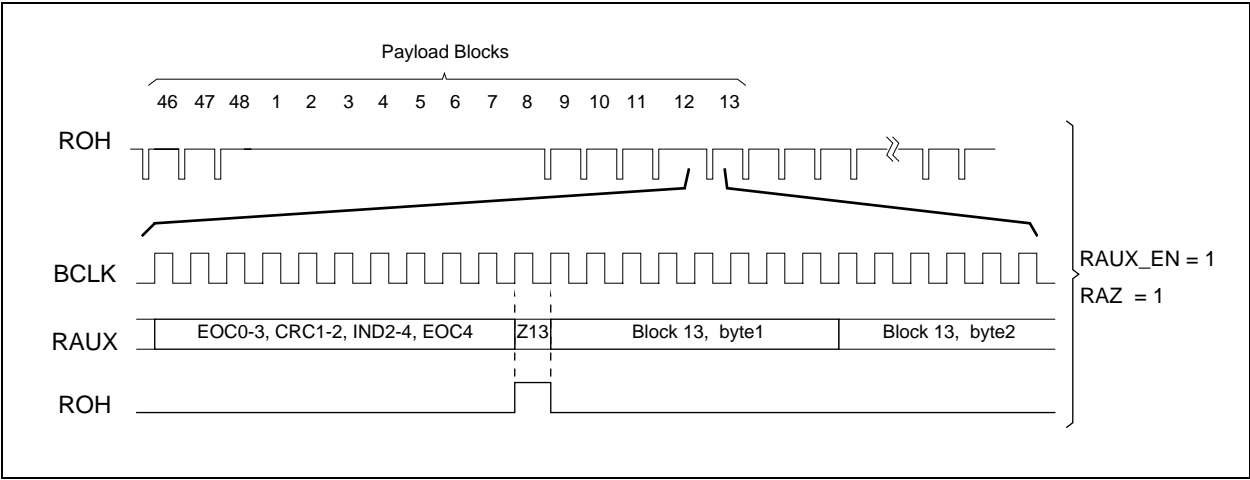 Payload Blocks
46 47 48 1 2 3 4 5 6 7 8 9 10 11 12 13
ROH
BCLK
RAUX_EN = 1
RAZ = 1
RAUX EOC0-3, CRC1-2, IND2-4, EOC4 Z13 Block 13, byte1 Block 13, byte2
ROH